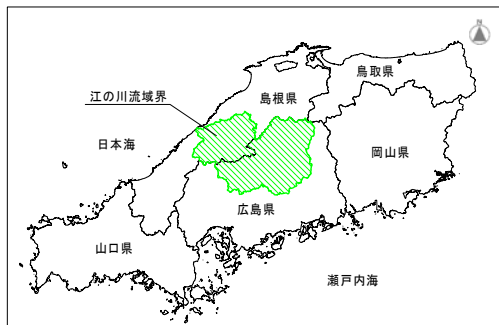 鳥取県
島根県
江の川流域界
日本海
岡山県
広島県
山口県
瀬戸内海